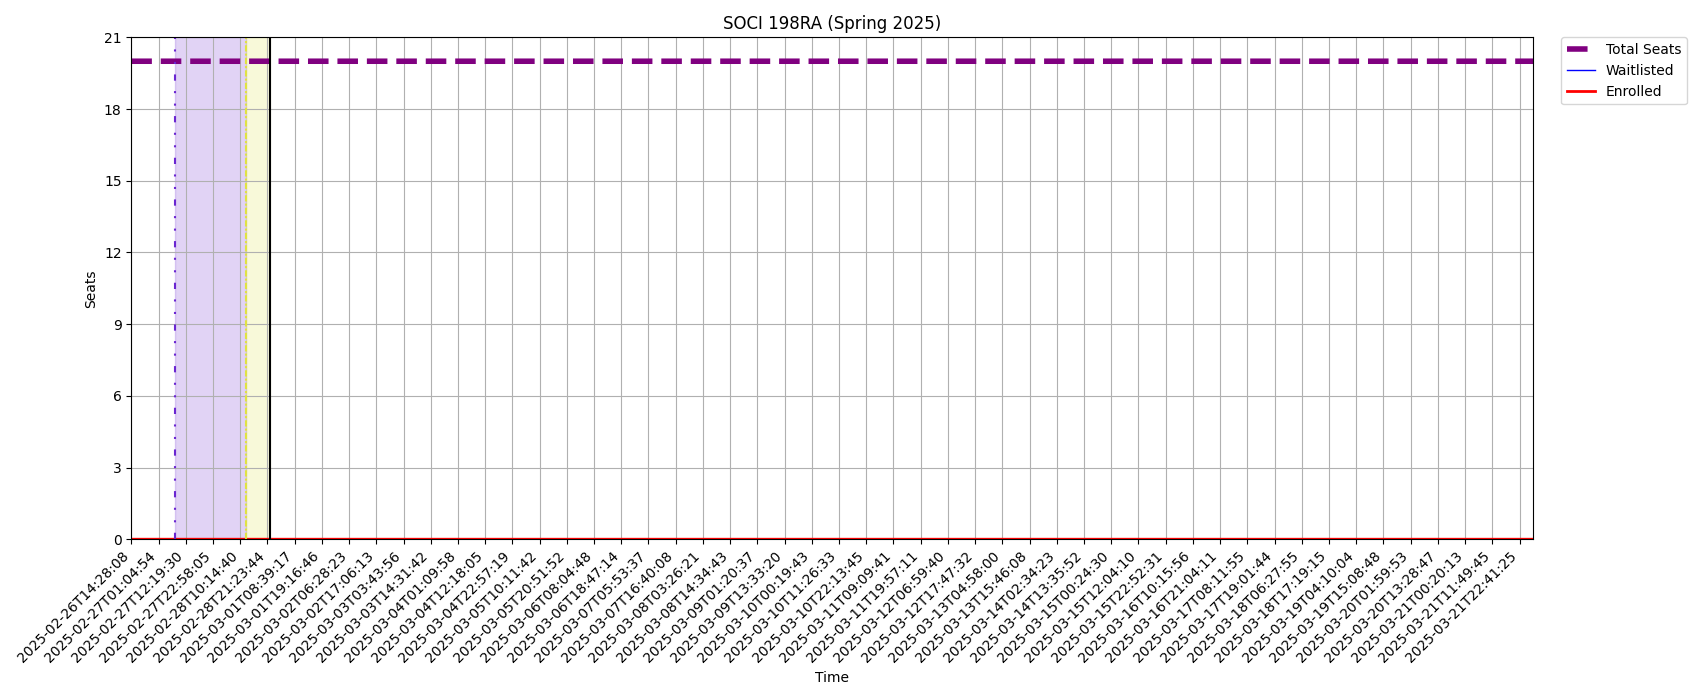 SOCI 198RA (Spring 2025)
Total Seats
Waitlisted
Enrolled
21
18
15
12
9
6
3
0
Seats
2025-02-26T14:28:08
2025-02-27T01:04:54
2025-02-27T12:19:30
2025-02-27T22:58:05
2025-02-28T10:14:40
2025-02-28T21:23:44
2025-03-01T08:39:17
2025-03-01T19:16:46
2025-03-02T06:28:23
2025-03-02T17:06:13
2025-03-03T03:43:56
2025-03-03T14:31:42
2025-03-04T01:09:58
2025-03-04T12:18:05
2025-03-04T22:57:19
2025-03-05T10:11:42
2025-03-05T20:51:52
2025-03-06T08:04:48
2025-03-06T18:47:14
2025-03-07T05:53:37
2025-03-07T16:40:08
2025-03-08T03:26:21
2025-03-08T14:34:43
2025-03-09T01:20:37
2025-03-09T13:33:20
2025-03-10T00:19:43
2025-03-10T11:26:33
2025-03-10T22:13:45
2025-03-11T09:09:41
2025-03-11T19:57:11
2025-03-12T06:59:40
2025-03-12T17:47:32
2025-03-13T04:58:00
2025-03-13T15:46:08
2025-03-14T02:34:23
2025-03-14T13:35:52
2025-03-15T00:24:30
2025-03-15T12:04:10
2025-03-15T22:52:31
2025-03-16T10:15:56
2025-03-16T21:04:11
2025-03-17T08:11:55
2025-03-17T19:01:44
2025-03-18T06:27:55
2025-03-18T17:19:15
2025-03-19T04:10:04
2025-03-19T15:08:48
2025-03-20T01:59:53
2025-03-20T13:28:47
2025-03-21T00:20:13
2025-03-21T11:49:45
2025-03-21T22:41:25
Time